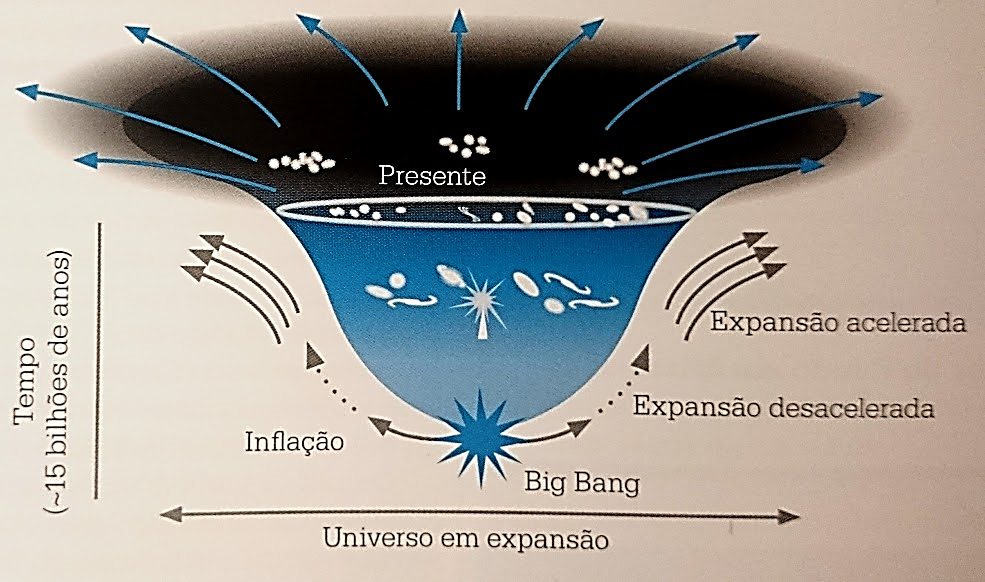 Presente
Tempo
(~15 bilhões de anos)
Expansão acelerada
Expansão desacelerada
Inflação
Big Bang
Universo em expansão